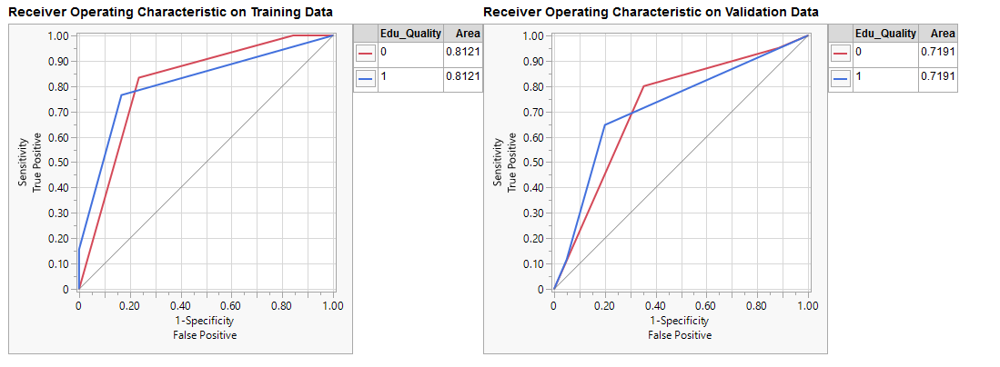 Receiver Operating Characteristic on Training Data
1.00
0.90
0.80
0.70
0.60
0.50
0.40
0.30
0.20
0.10
0
Sensitivity
True Positive
0 0.20 0.40 0.60 0.80 1.00
1-Specificity
False Positive
Edu_Quality Area
0 0.8121
1 0.8121
Receiver Operating Characteristic on Validation Data
1.00
0.90
0.80
0.70
0.60
0.50
0.40
0.30
0.20
0.10
0
Sensitivity
True Positive
0 0.20 0.40 0.60 0.80 1.00
1-Specificity
False Positive
Edu_Quality Area
0 0.7191
1 0.7191